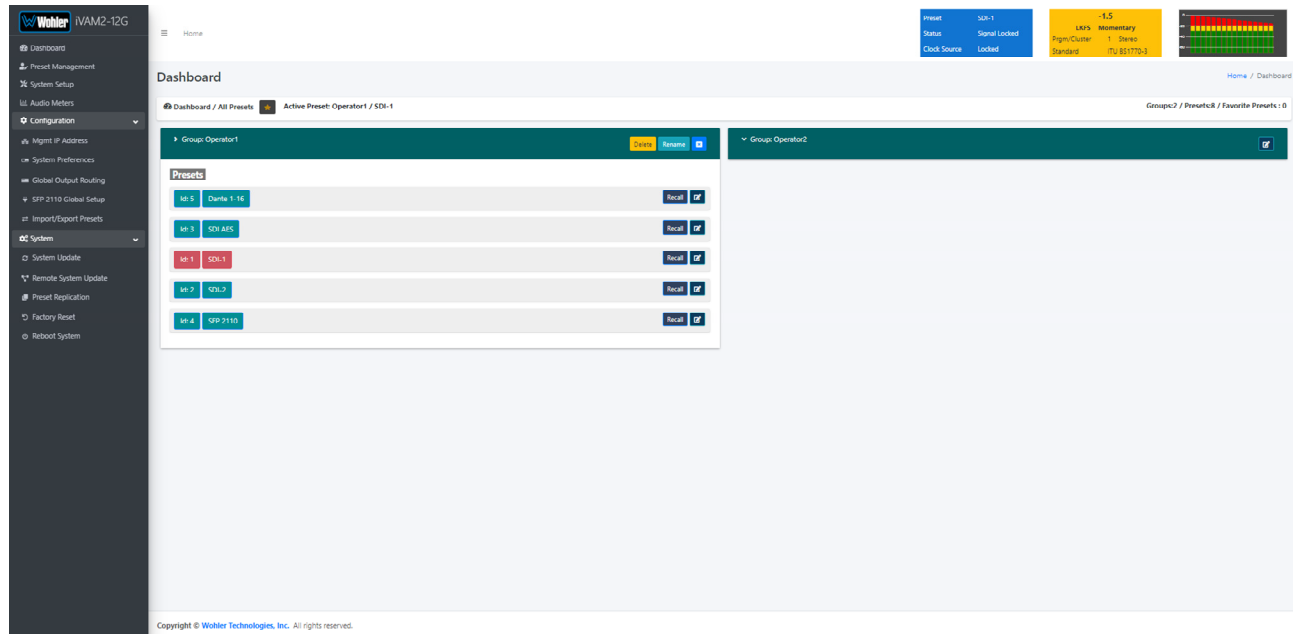 Wohler iVAM2-12G
Dashboard
Preset Management
System Setup
Audio Meters
Configuration
Mgmt IP Address
System Preferences
Global Output Routing
SFP 2110 Global Setup
Import/Export Presets
System
System Update
Remote System Update
Preset Replication
Factory Reset
Reboot System
Home
Preset SDI-1
Status Signal Locked
Clock Source Locked
-1.5
LKFS Momentary
Prgm/Cluster 1 Stereo
Standard ITU BS1770-3
Dashboard
Home / Dashboard
Dashboard / All Presets Active Preset: Operator1 / SDI-1
Groups:2 / Presets:8 / Favorite Presets : 0
Group: Operator1 Delete Rename
Presets
Id: 5 Dante 1-16 Recall
Id: 3 SDI AES Recall
Id: 1 SDI-1 Recall
Id: 2 SDI-2 Recall
Id: 4 SFP 2110 Recall
Group: Operator2
Copyright © Wohler Technologies, Inc. All rights reserved.